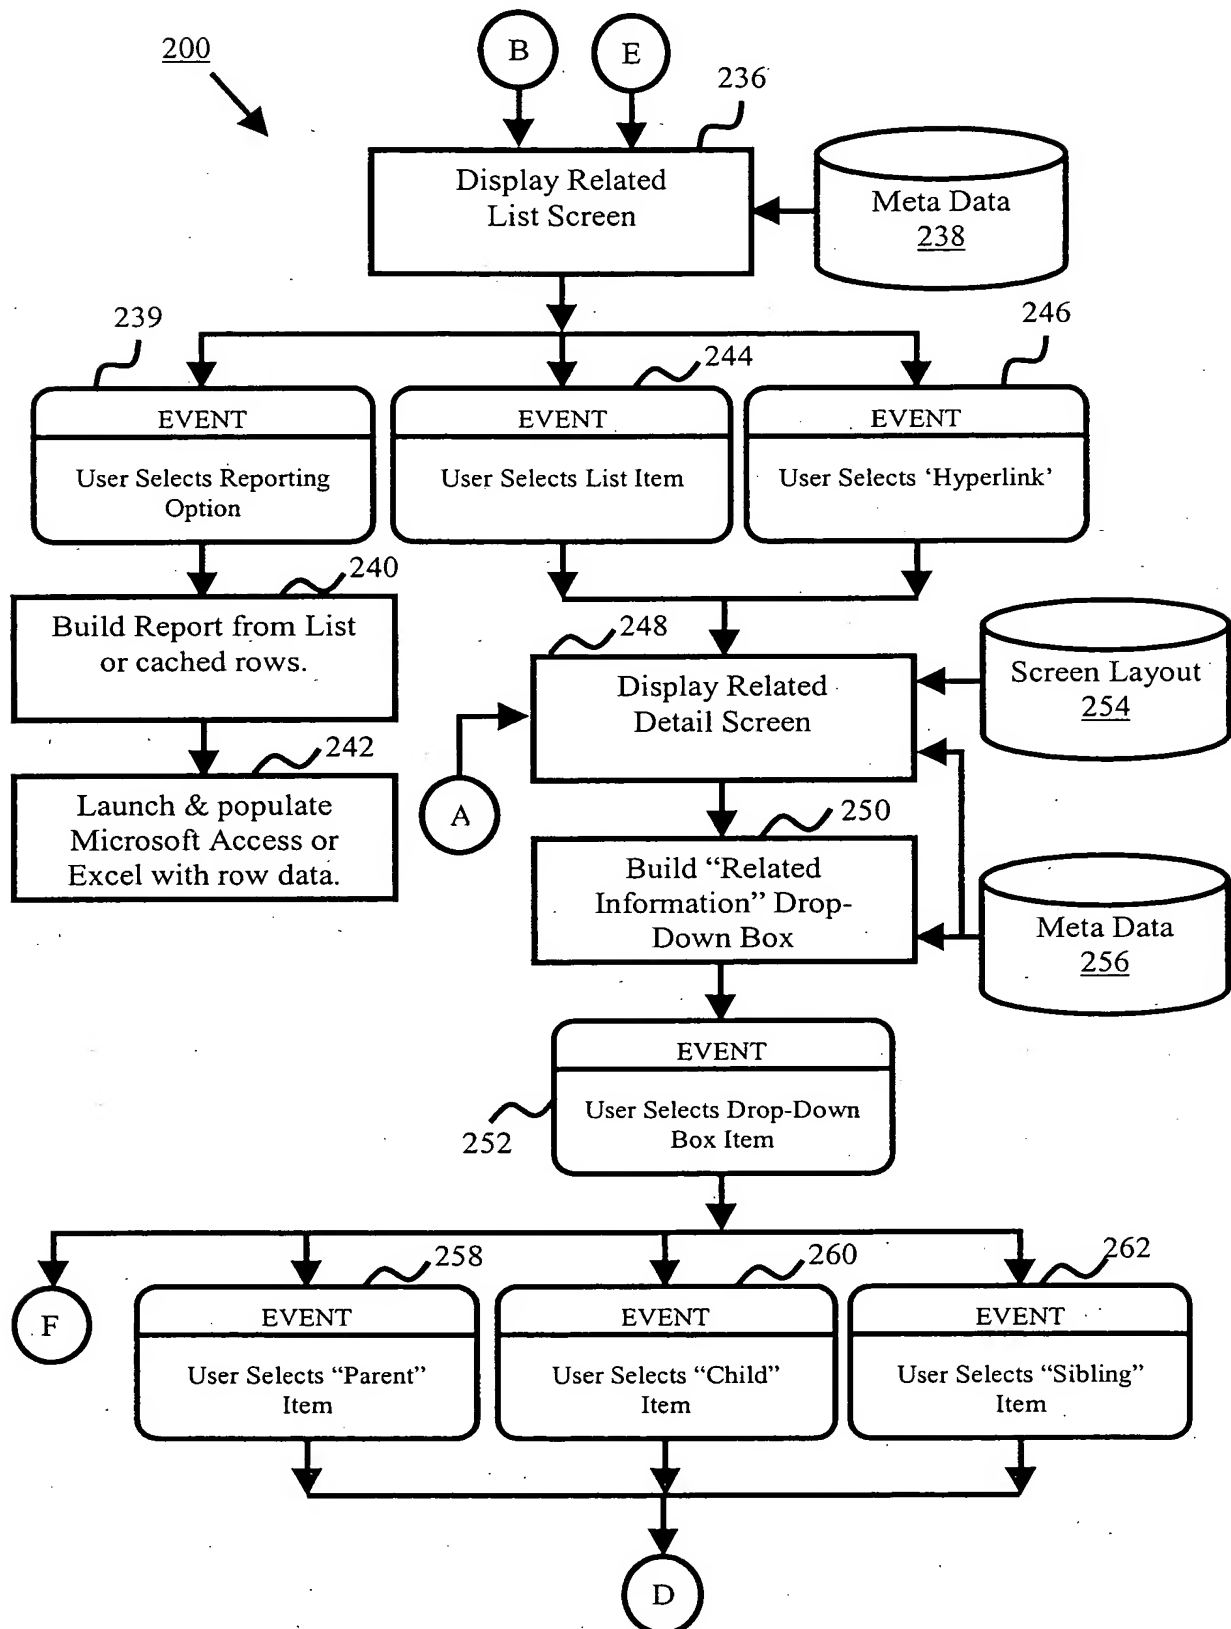 200
B
E
236
Display Related
List Screen
Meta Data
238
239
244
246
EVENT
User Selects Reporting
Option
EVENT
User Selects List Item
EVENT
User Selects ‘Hyperlink’
240
Build Report from List
or cached rows.
248
Display Related
Detail Screen
Screen Layout
254
242
Launch & populate
Microsoft Access or
Excel with row data.
A
250
Build “Related
Information” Drop-
Down Box
Meta Data
256
EVENT
User Selects Drop-Down
Box Item
252
F
258
260
262
EVENT
User Selects “Parent”
Item
EVENT
User Selects “Child”
Item
EVENT
User Selects “Sibling”
Item
D